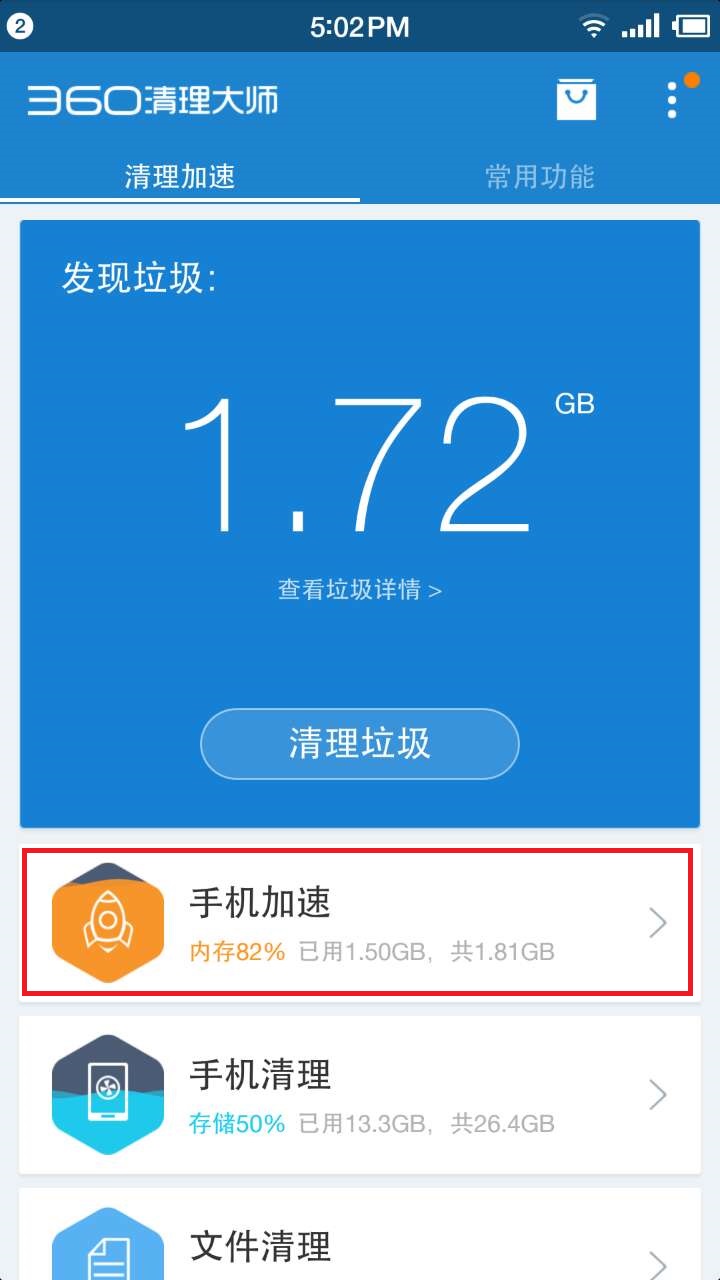 2
5:02PM
360清理大师
清理加速
常用功能
发现垃圾:
1.72 GB
查看垃圾详情 >
清理垃圾
手机加速
内存82% 已用1.50GB，共1.81GB
手机清理
存储50% 已用13.3GB，共26.4GB
文件清理